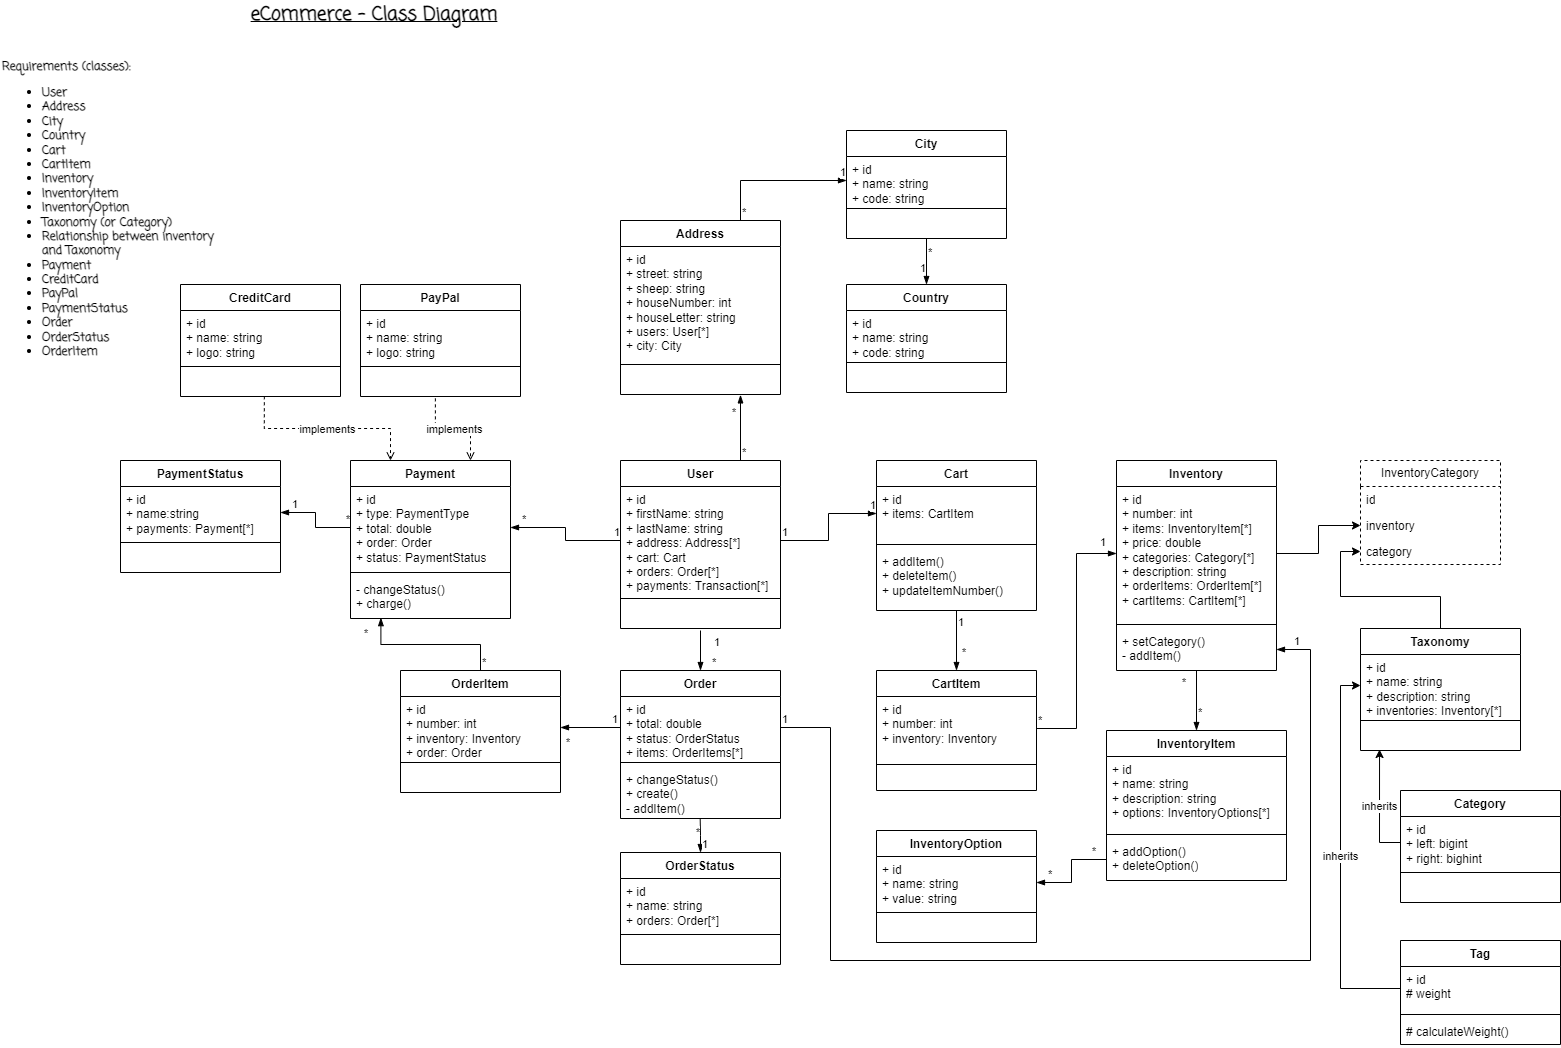 eCommerce - Class Diagram
Requirements (classes):
• User
• Address
• City
• Country
• Cart
• CartItem
• Inventory
• InventoryItem
• InventoryOption
• Taxonomy (or Category)
• Relationship between Inventory
and Taxonomy
• Payment
• CreditCard
• PayPal
• PaymentStatus
• Order
• OrderStatus
• OrderItem
City
+ id
+ name: string
+ code: string
1
*
*
1
Address
+ id
+ street: string
+ sheep: string
+ houseNumber: int
+ houseLetter: string
+ users: User[*]
+ city: City
*
*
Country
+ id
+ name: string
+ code: string
CreditCard
+ id
+ name: string
+ logo: string
PayPal
+ id
+ name: string
+ logo: string
implements
implements
PaymentStatus
+ id
+ name:string
+ payments: Payment[*]
1
*
Payment
+ id
+ type: PaymentType
+ total: double
+ order: Order
+ status: PaymentStatus
- changeStatus()
+ charge()
*
1
*
*
User
+ id
+ firstName: string
+ lastName: string
+ address: Address[*]
+ cart: Cart
+ orders: Order[*]
+ payments: Transaction[*]
1
1
1
*
Cart
+ id
+ items: CartItem
+ addItem()
+ deleteItem()
+ updateItemNumber()
1
*
Inventory
+ id
+ number: int
+ items: InventoryItem[*]
+ price: double
+ categories: Category[*]
+ description: string
+ orderItems: OrderItem[*]
+ cartItems: CartItem[*]
+ setCategory()
- addItem()
1
1
*
*
InventoryCategory
id
inventory
category
OrderItem
+ id
+ number: int
+ inventory: Inventory
+ order: Order
1
*
Order
+ id
+ total: double
+ status: OrderStatus
+ items: OrderItems[*]
+ changeStatus()
+ create()
- addItem()
1
*
1
CartItem
+ id
+ number: int
+ inventory: Inventory
*
Taxonomy
+ id
+ name: string
+ description: string
+ inventories: Inventory[*]
InventoryItem
+ id
+ name: string
+ description: string
+ options: InventoryOptions[*]
+ addOption()
+ deleteOption()
*
*
OrderStatus
+ id
+ name: string
+ orders: Order[*]
InventoryOption
+ id
+ name: string
+ value: string
inherits
inherits
Category
+ id
+ left: bigint
+ right: bighint
Tag
+ id
# weight
# calculateWeight()